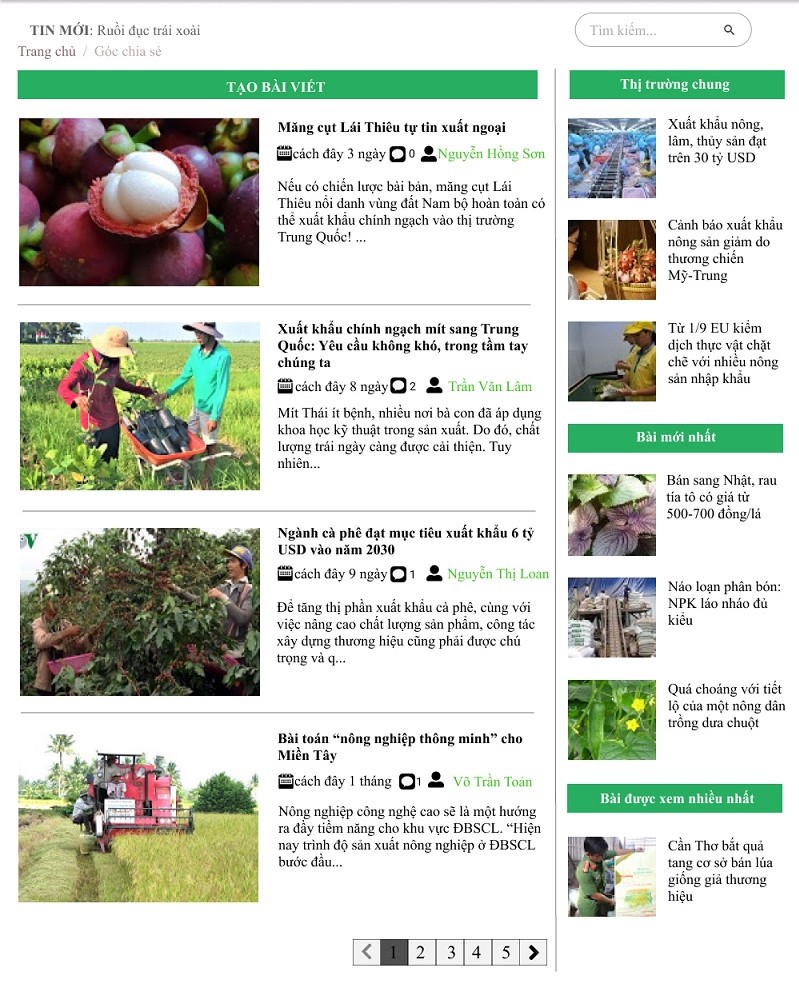 TIN MỚI: Ruồi đục trái xoài
Tìm kiếm...
Trang chủ / Góc chia sẻ
TẠO BÀI VIẾT
Măng cụt Lái Thiêu tự tin xuất ngoại
cách đây 3 ngày 0 Nguyễn Hồng Sơn
Nếu có chiến lược bài bản, măng cụt Lái
Thiêu nổi danh vùng đất Nam bộ hoàn toàn có
thể xuất khẩu chính ngạch vào thị trường
Trung Quốc! ...
Xuất khẩu chính ngạch mít sang Trung
Quốc: Yêu cầu không khó, trong tầm tay
chúng ta
cách đây 8 ngày 2 Trần Văn Lâm
Mít Thái ít bệnh, nhiều nơi bà con đã áp dụng
khoa học kỹ thuật trong sản xuất. Do đó, chất
lượng trái ngày càng được cải thiện. Tuy
nhiên...
Ngành cà phê đạt mục tiêu xuất khẩu 6 tỷ
USD vào năm 2030
cách đây 9 ngày 1 Nguyễn Thị Loan
Để tăng thị phần xuất khẩu cà phê, cùng với
việc nâng cao chất lượng sản phẩm, công tác
xây dựng thương hiệu cũng phải được chú
trọng và q...
Bài toán “nông nghiệp thông minh” cho
Miền Tây
cách đây 1 tháng 1 Võ Trần Toản
Nông nghiệp công nghệ cao sẽ là một hướng
ra đầy tiềm năng cho khu vực ĐBSCL. “Hiện
nay trình độ sản xuất nông nghiệp ở ĐBSCL
bước đầu...
1 2 3 4 5
Thị trường chung
Xuất khẩu nông,
lâm, thủy sản đạt
trên 30 tỷ USD
Cảnh báo xuất khẩu
nông sản giảm do
thương chiến
Mỹ-Trung
Từ 1/9 EU kiểm
dịch thực vật chặt
chẽ với nhiều nông
sản nhập khẩu
Bài mới nhất
Bán sang Nhật, rau
tía tô có giá từ
500-700 đồng/lá
Náo loạn phân bón:
NPK láo nháo đủ
kiểu
Quá choáng với tiết
lộ của một nông dân
trồng dưa chuột
Bài được xem nhiều nhất
Cần Thơ bắt quả
tang cơ sở bán lúa
giống giả thương
hiệu